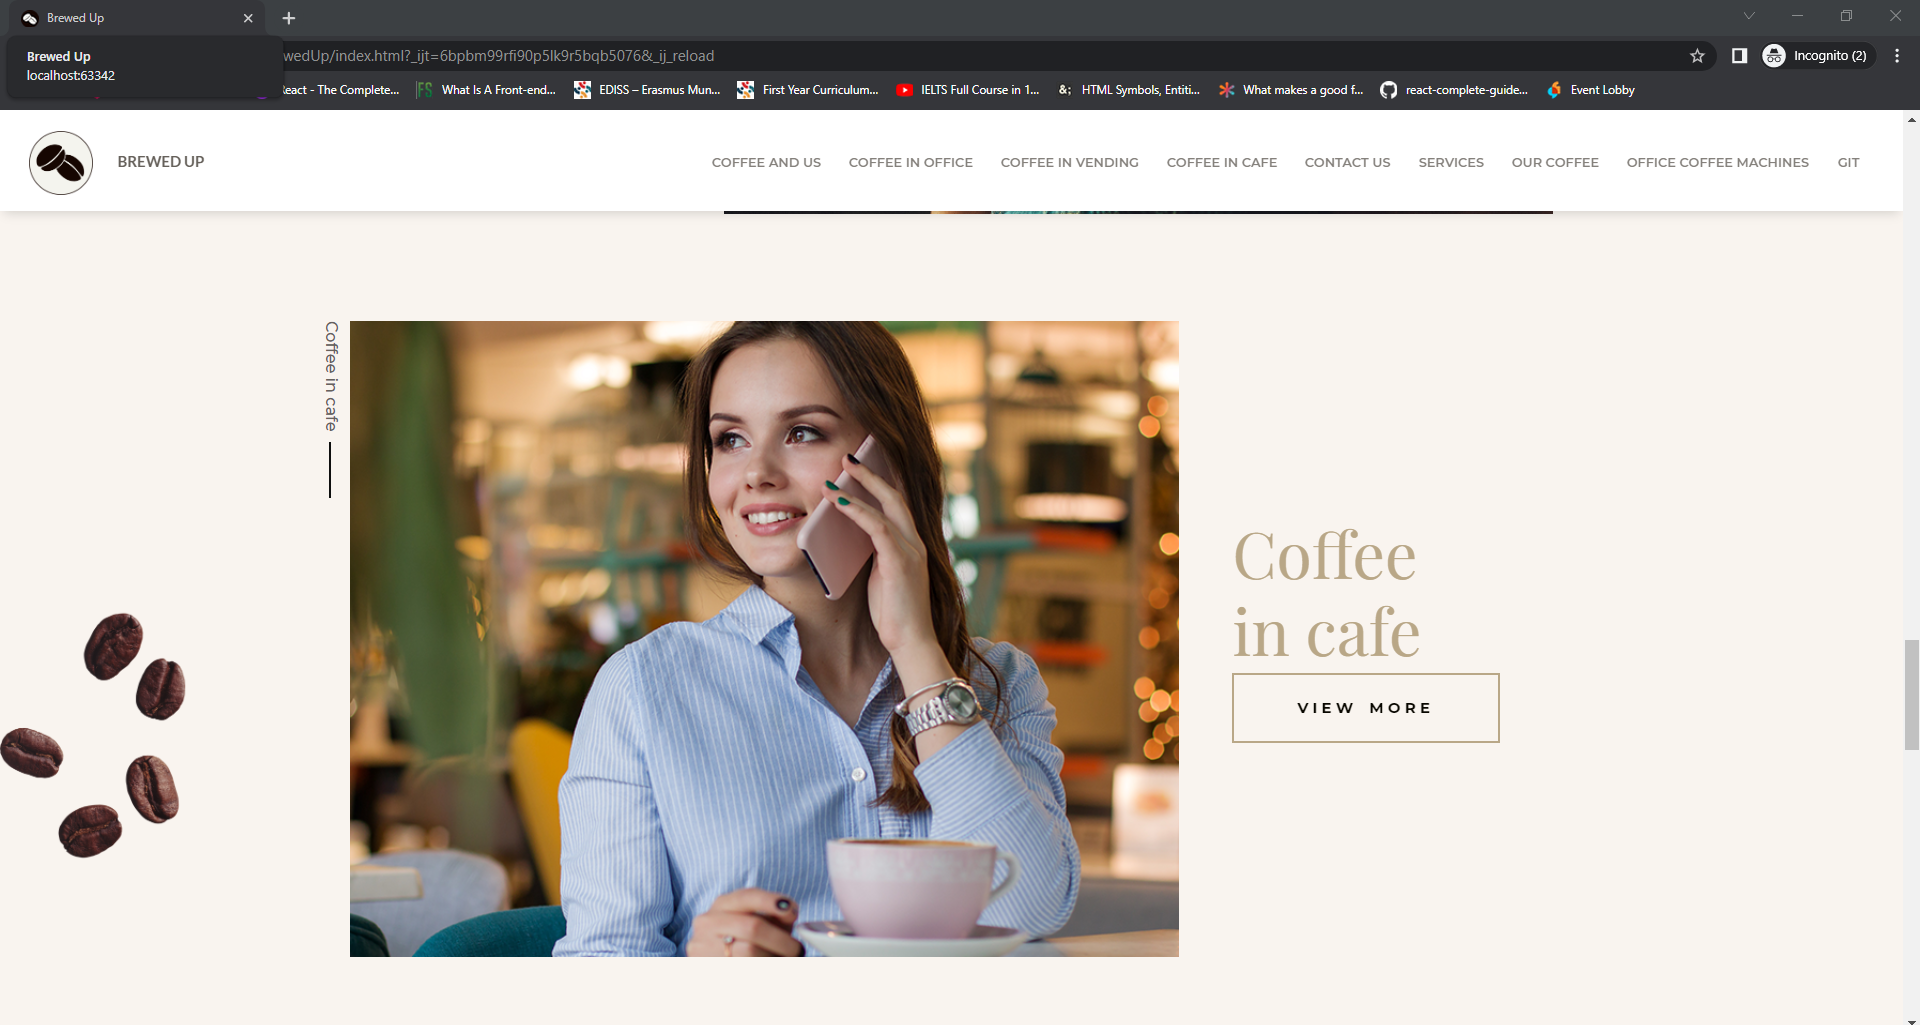 Brewed Up
Brewed Up
localhost:63342
wedUp/index.html?_ijt=6bpbm99rfi90p5lk9r5bqb5076&_ij_reload
Incognito (2)
React - The Complete...
FS
What Is A Front-end...
EDISS – Erasmus Mun...
First Year Curriculum...
IELTS Full Course in 1...
&;
HTML Symbols, Entiti...
What makes a good f...
react-complete-guide...
Event Lobby
BREWED UP
COFFEE AND US
COFFEE IN OFFICE
COFFEE IN VENDING
COFFEE IN CAFE
CONTACT US
SERVICES
OUR COFFEE
OFFICE COFFEE MACHINES
GIT
Coffee in cafe
Coffee
in cafe
VIEW MORE